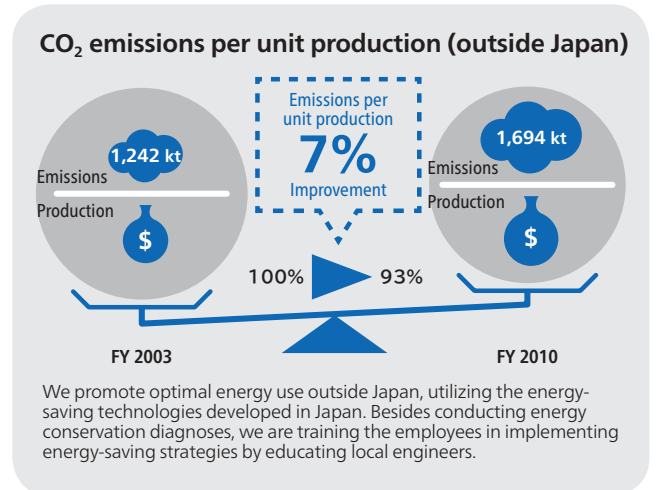 CO₂ emissions per unit production (outside Japan)
Emissions per
unit production
7%
Improvement
1,242 kt
Emissions
Production
$
1,694 kt
Emissions
Production
$
100%
93%
FY 2003
FY 2010
We promote optimal energy use outside Japan, utilizing the energy-
saving technologies developed in Japan. Besides conducting energy
conservation diagnoses, we are training the employees in implementing
energy-saving strategies by educating local engineers.